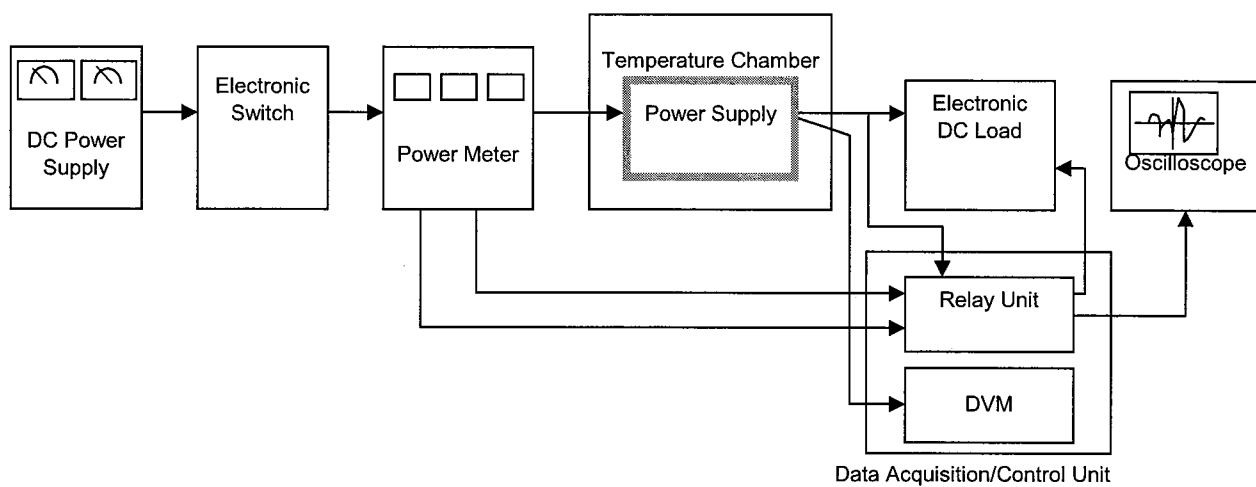 DC Power
Supply
Electronic
Switch
Power Meter
Temperature Chamber
Power Supply
Electronic
DC Load
Oscilloscope
Relay Unit
DVM
Data Acquisition/Control Unit